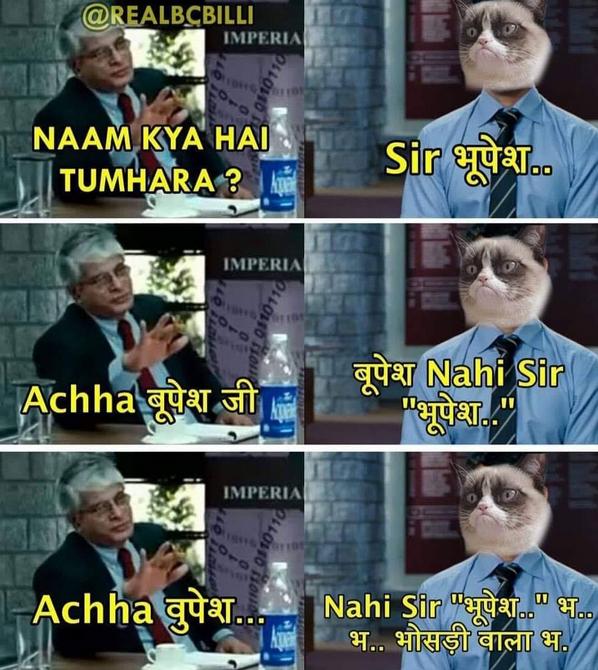 @REALBCBILLI
IMPERIA
NAAM KYA HAI
TUMHARA ?
Sir भूपेश..
IMPERIA
Achha बूपेश जी
बूपेश Nahi Sir
"भूपेश.."
IMPERIA
Achha वुपेश...
Nahi Sir "भूपेश.." भ..
भ.. भोसड़ी वाला भ.